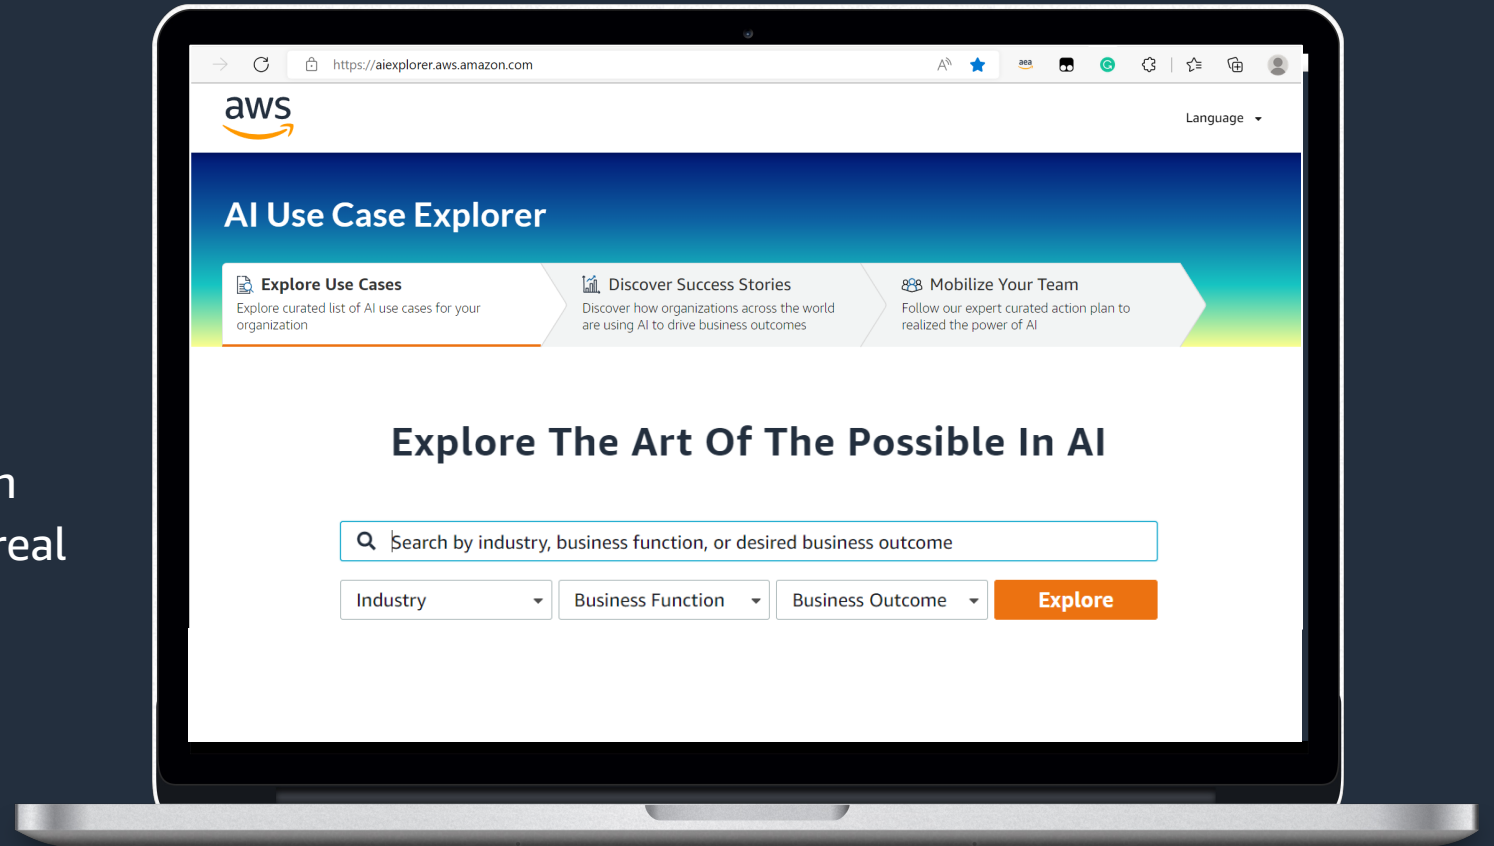 https://aiexplorer.aws.amazon.com
aea
aws
Language
AI Use Case Explorer
Explore Use Cases
Explore curated list of AI use cases for your
organization
Discover Success Stories
Discover how organizations across the world
are using AI to drive business outcomes
Mobilize Your Team
Follow our expert curated action plan to
realized the power of AI
Explore The Art Of The Possible In AI
real
Search by industry, business function, or desired business outcome
Industry
Business Function
Business Outcome
Explore